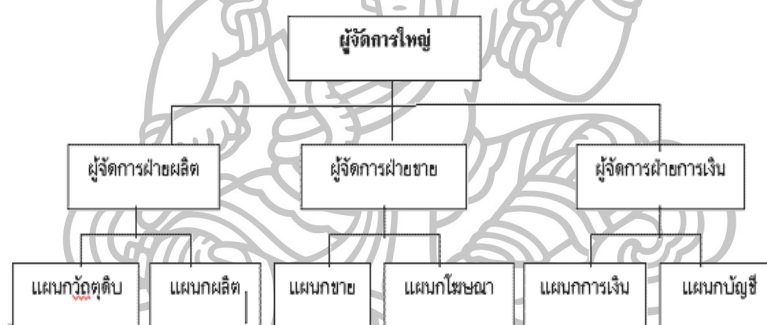 ผู้จัดการใหญ่
ผู้จัดการฝ่ายผลิต ผู้จัดการฝ่ายขาย ผู้จัดการฝ่ายการเงิน
แผนกวัถตุดิบ แผนกผลิต แผนกขาย แผนกโฆษณา แผนกการเงิน แผนกบัญชี